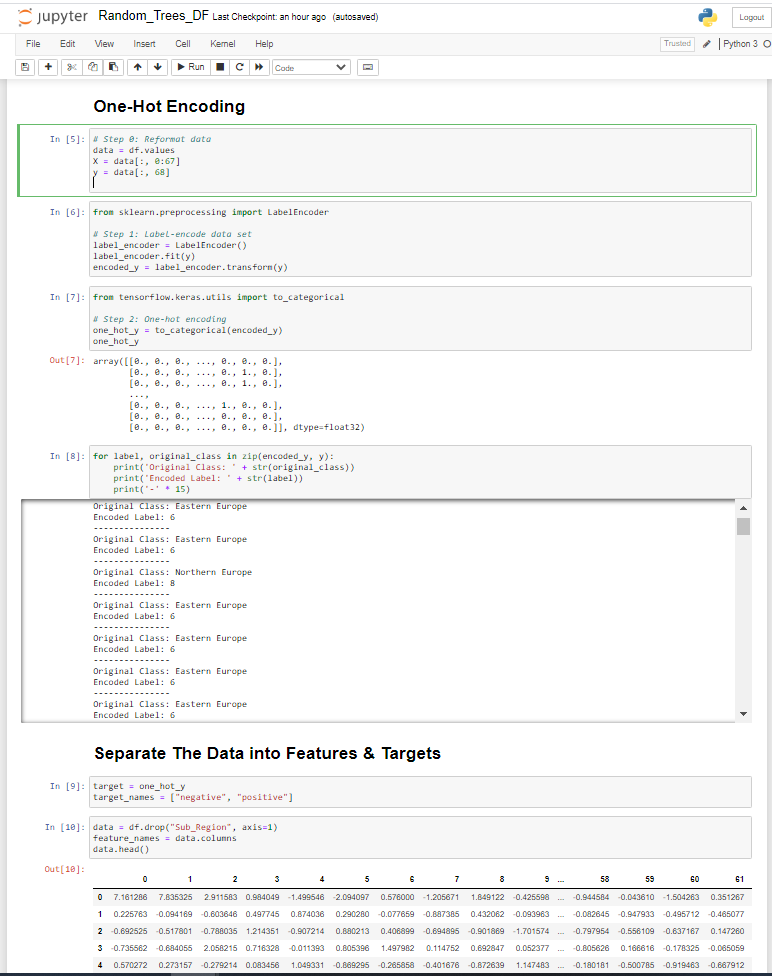 jupyter Random_Trees_DF Last Checkpoint: an hour ago (autosaved)
Logout
File Edit View Insert Cell Kernel Help
Trusted Python 3
Run Code
One-Hot Encoding
In [5]: # Step 0: Reformat data
data = df.values
X = data[:, 0:67]
y = data[:, 68]
In [6]: from sklearn.preprocessing import LabelEncoder
# Step 1: Label-encode data set
label_encoder = LabelEncoder()
label_encoder.fit(y)
encoded_y = label_encoder.transform(y)
In [7]: from tensorflow.keras.utils import to_categorical
# Step 2: One-hot encoding
one_hot_y = to_categorical(encoded_y)
one_hot_y
Out[7]: array([[0., 0., 0., ..., 0., 0., 0.],
[0., 0., 0., ..., 0., 1., 0.],
[0., 0., 0., ..., 0., 1., 0.],
...,
[0., 0., 0., ..., 1., 0., 0.],
[0., 0., 0., ..., 0., 0., 0.],
[0., 0., 0., ..., 0., 0., 0.]], dtype=float32)
In [8]: for label, original_class in zip(encoded_y, y):
print('Original Class: ' + str(original_class))
print('Encoded Label: ' + str(label))
print('-' * 15)
Original Class: Eastern Europe
Encoded Label: 6
---------------
Original Class: Eastern Europe
Encoded Label: 6
---------------
Original Class: Northern Europe
Encoded Label: 8
---------------
Original Class: Eastern Europe
Encoded Label: 6
---------------
Original Class: Eastern Europe
Encoded Label: 6
---------------
Original Class: Eastern Europe
Encoded Label: 6
---------------
Original Class: Eastern Europe
Encoded Label: 6
Separate The Data into Features & Targets
In [9]: target = one_hot_y
target_names = ["negative", "positive"]
In [10]: data = df.drop("Sub_Region", axis=1)
feature_names = data.columns
data.head()
Out[10]:
0 1 2 3 4 5 6 7 8 9 ... 58 59 60 61
0 7.161286 7.835325 2.911583 0.984049 -1.499546 -2.094097 0.576000 -1.205671 1.849122 -0.425598 ... -0.944584 -0.043610 -1.504263 0.351267
1 0.225763 -0.094169 -0.603646 0.497745 0.874036 0.290280 -0.077659 -0.887385 0.432062 -0.093963 ... -0.082645 -0.947933 -0.495712 -0.465077
2 -0.692525 -0.517801 -0.788035 1.214351 -0.907214 0.880213 0.406899 -0.694895 -0.901869 -1.701574 ... -0.797954 -0.556109 -0.637167 0.147260
3 -0.735562 -0.684055 2.058215 0.716328 -0.011393 0.805396 1.497982 0.114752 0.692847 0.052377 ... -0.805626 0.166616 -0.178325 -0.065059
4 0.570272 0.273157 -0.279214 0.083456 1.049331 -0.869295 -0.265858 -0.401676 -0.872639 1.147483 ... -0.180181 -0.500785 -0.919463 -0.667912